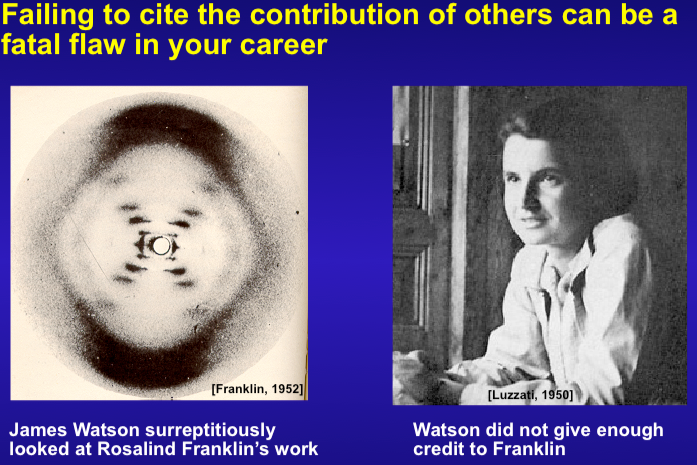 Failing to cite the contribution of others can be a
fatal flaw in your career
[Franklin, 1952]
[Luzzati, 1950]
James Watson surreptitiously
looked at Rosalind Franklin's work
Watson did not give enough
credit to Franklin